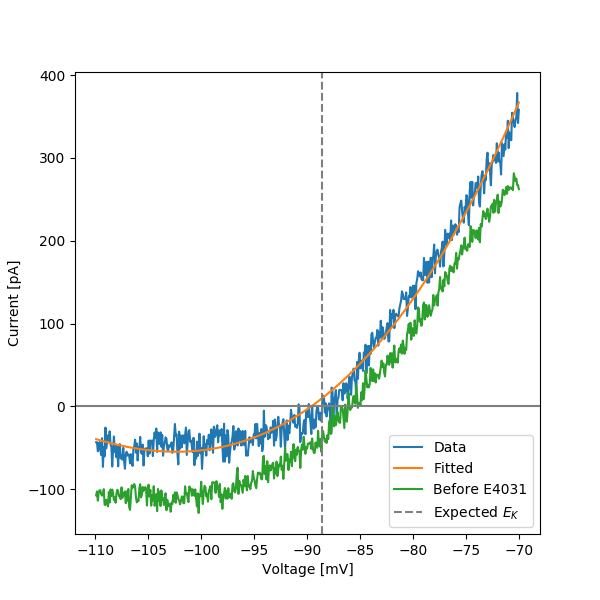 400
300
200
100
0
−100
Current [pA]
Data
Fitted
Before E4031
Expected E_K
−110 −105 −100 −95 −90 −85 −80 −75 −70
Voltage [mV]